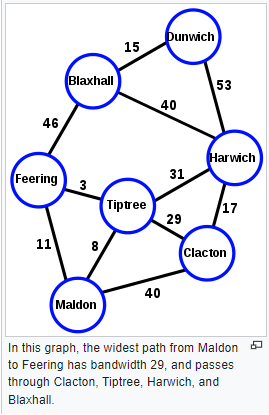 Dunwich
15
Blaxhall
53
40
46
Harwich
31
Feering
3
Tiptree
17
29
11
8
Clacton
40
Maldon
In this graph, the widest path from Maldon
to Feering has bandwidth 29, and passes
through Clacton, Tiptree, Harwich, and
Blaxhall.